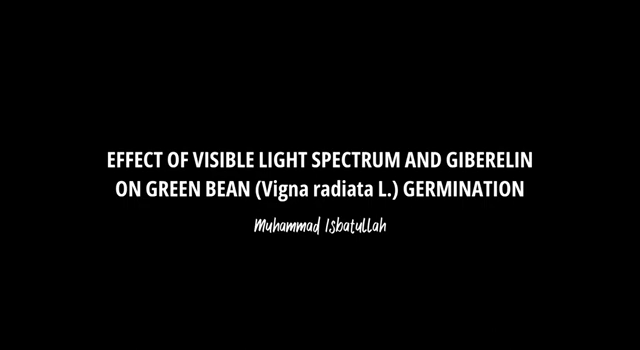 EFFECT OF VISIBLE LIGHT SPECTRUM AND GIBERELIN
ON GREEN BEAN (Vigna radiata L.) GERMINATION
Muhammad Isbatullah